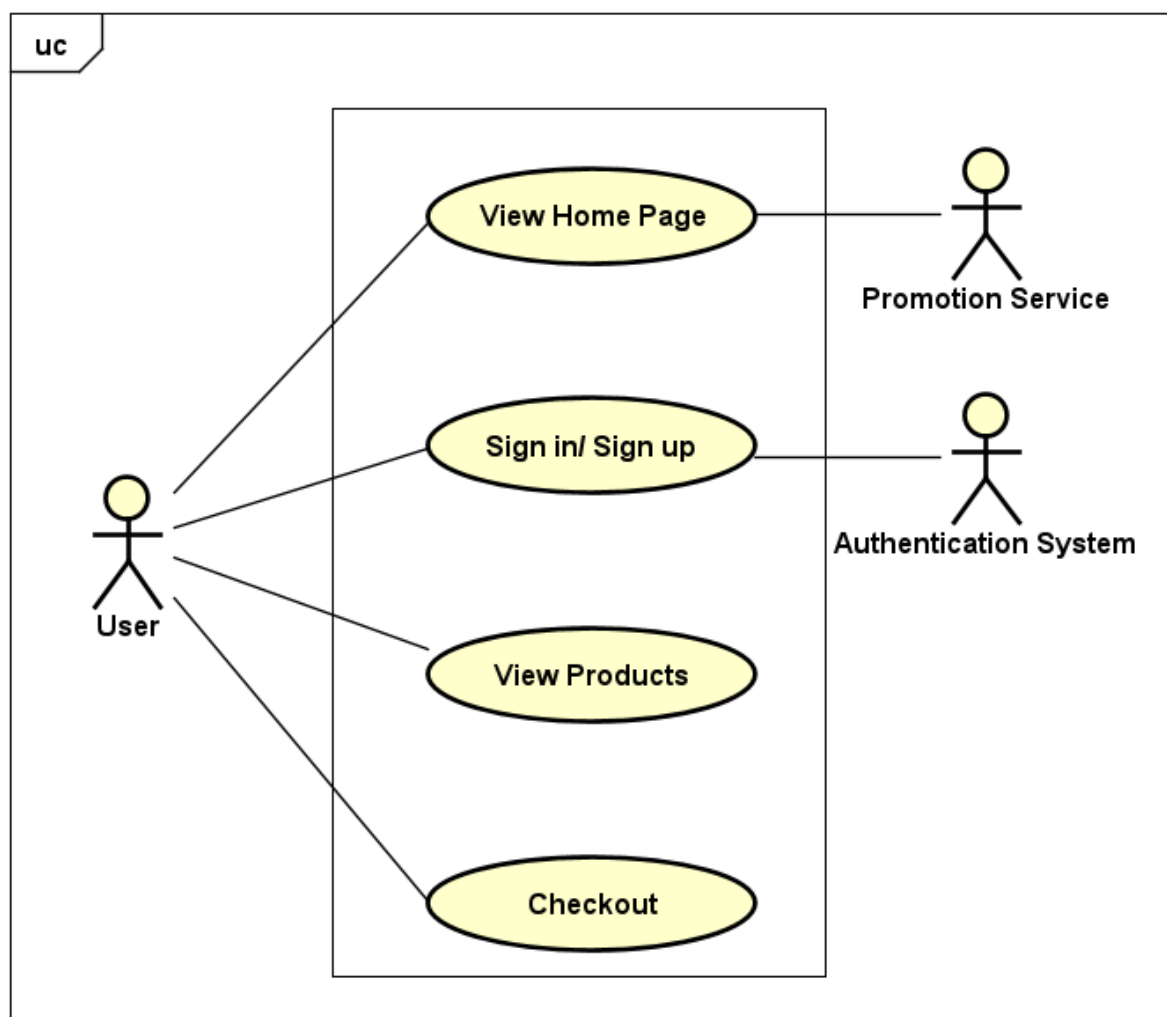 uc
View Home Page
Promotion Service
Sign in/ Sign up
Authentication System
User
View Products
Checkout